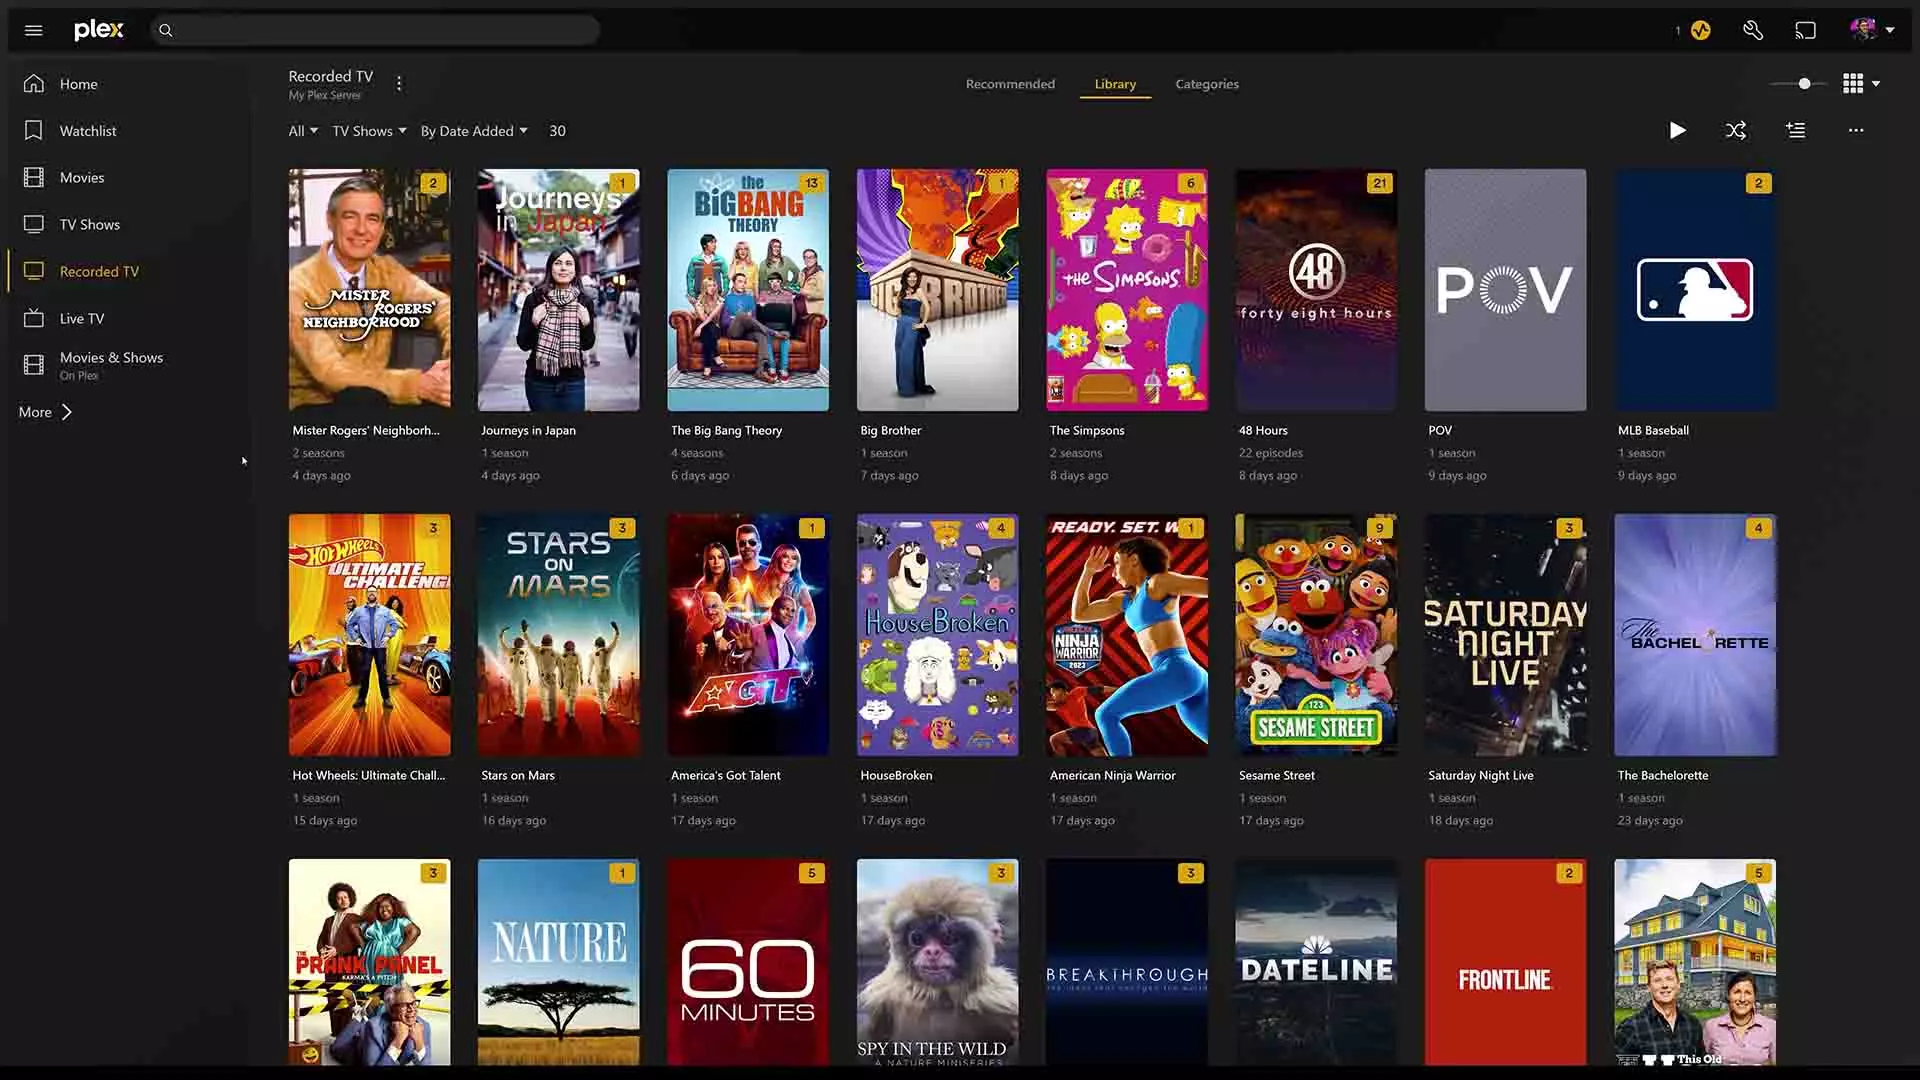 plex
1
Home
Watchlist
Movies
TV Shows
Recorded TV
Live TV
Movies & Shows
On Plex
More
Recorded TV
My Plex Server
Recommended
Library
Categories
All
TV Shows
By Date Added
30
2
MISTER ROGERS' NEIGHBORHOOD
Mister Rogers' Neighborh...
2 seasons
4 days ago
1
Journeys
in Japan
Journeys in Japan
1 season
4 days ago
13
the
BIG BANG
THEORY
The Big Bang Theory
4 seasons
6 days ago
1
BIG BROTHER
Big Brother
1 season
7 days ago
6
THE SIMPSONS
The Simpsons
2 seasons
8 days ago
21
48
forty eight hours
48 Hours
22 episodes
8 days ago
POV
POV
1 season
9 days ago
2
MLB Baseball
1 season
9 days ago
3
HOT WHEELS
ULTIMATE
CHALLENGE
Hot Wheels: Ultimate Chall...
1 season
15 days ago
3
STARS
ON
MARS
Stars on Mars
1 season
16 days ago
1
AGT
America's Got Talent
1 season
17 days ago
4
HouseBroken
HouseBroken
1 season
17 days ago
1
READY. SET. W
AMERICAN
NINJA
WARRIOR
2023
American Ninja Warrior
1 season
17 days ago
9
123
SESAME STREET
Sesame Street
1 season
17 days ago
3
SATURDAY
NIGHT
LIVE
Saturday Night Live
1 season
18 days ago
4
The
BACHELORETTE
The Bachelorette
1 season
23 days ago
3
THE
PRANK PANEL
KARMA'S A PITCH
1
NATURE
5
60
MINUTES
3
SPY IN THE WILD
A NATURE MINISERIES
3
BREAKTHROUGH
the ideas that changed the world
DATELINE
2
FRONTLINE
5
This Old